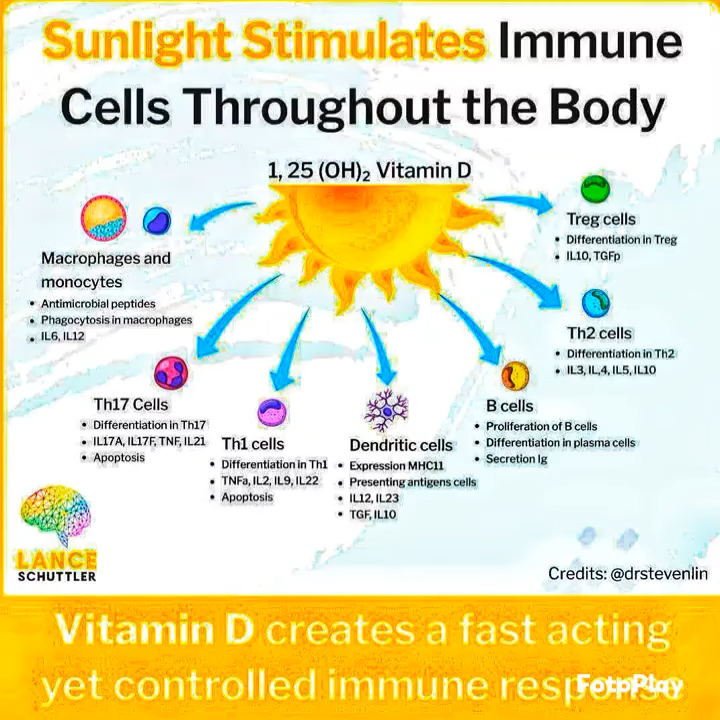 Sunlight Stimulates Immune
Cells Throughout the Body
1, 25 (OH)₂ Vitamin D
Macrophages and
monocytes
• Antimicrobial peptides
• Phagocytosis in macrophages
• IL6, IL12
Th17 Cells
• Differentiation in Th17
• IL17A, IL17F, TNF, IL21
• Apoptosis
Th1 cells
• Differentiation in Th1
• TNFa, IL2, IL9, IL22
• Apoptosis
Dendritic cells
• Expression MHC11
• Presenting antigens cells
• IL12, IL23
• TGF, IL10
B cells
• Proliferation of B cells
• Differentiation in plasma cells
• Secretion Ig
Th2 cells
• Differentiation in Th2
• IL3, IL,4, IL5, IL10
Treg cells
• Differentiation in Treg
• IL10, TGFp
LANCE
SCHUTTLER
Credits: @drstevenlin
Vitamin D creates a fast acting
yet controlled immune response
FotoPlay